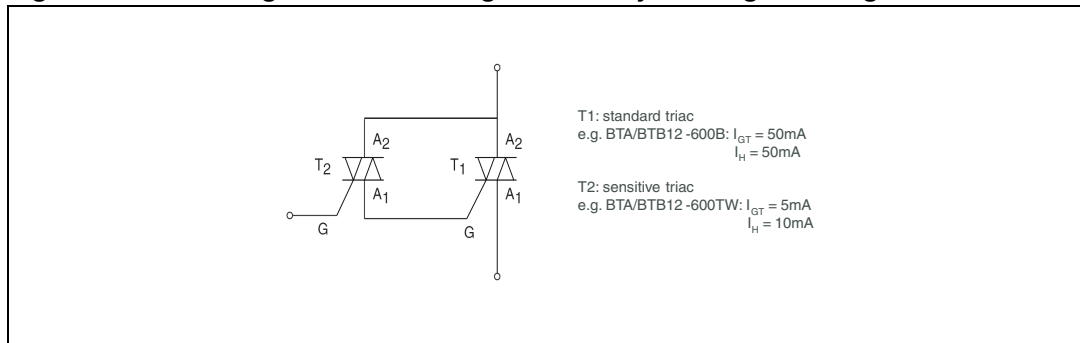 A2
A2
T2
T1
A1
A1
G
G
T1: standard triac
e.g. BTA/BTB12 -600B: IGT = 50mA
IH = 50mA
T2: sensitive triac
e.g. BTA/BTB12 -600TW: IGT = 5mA
IH = 10mA